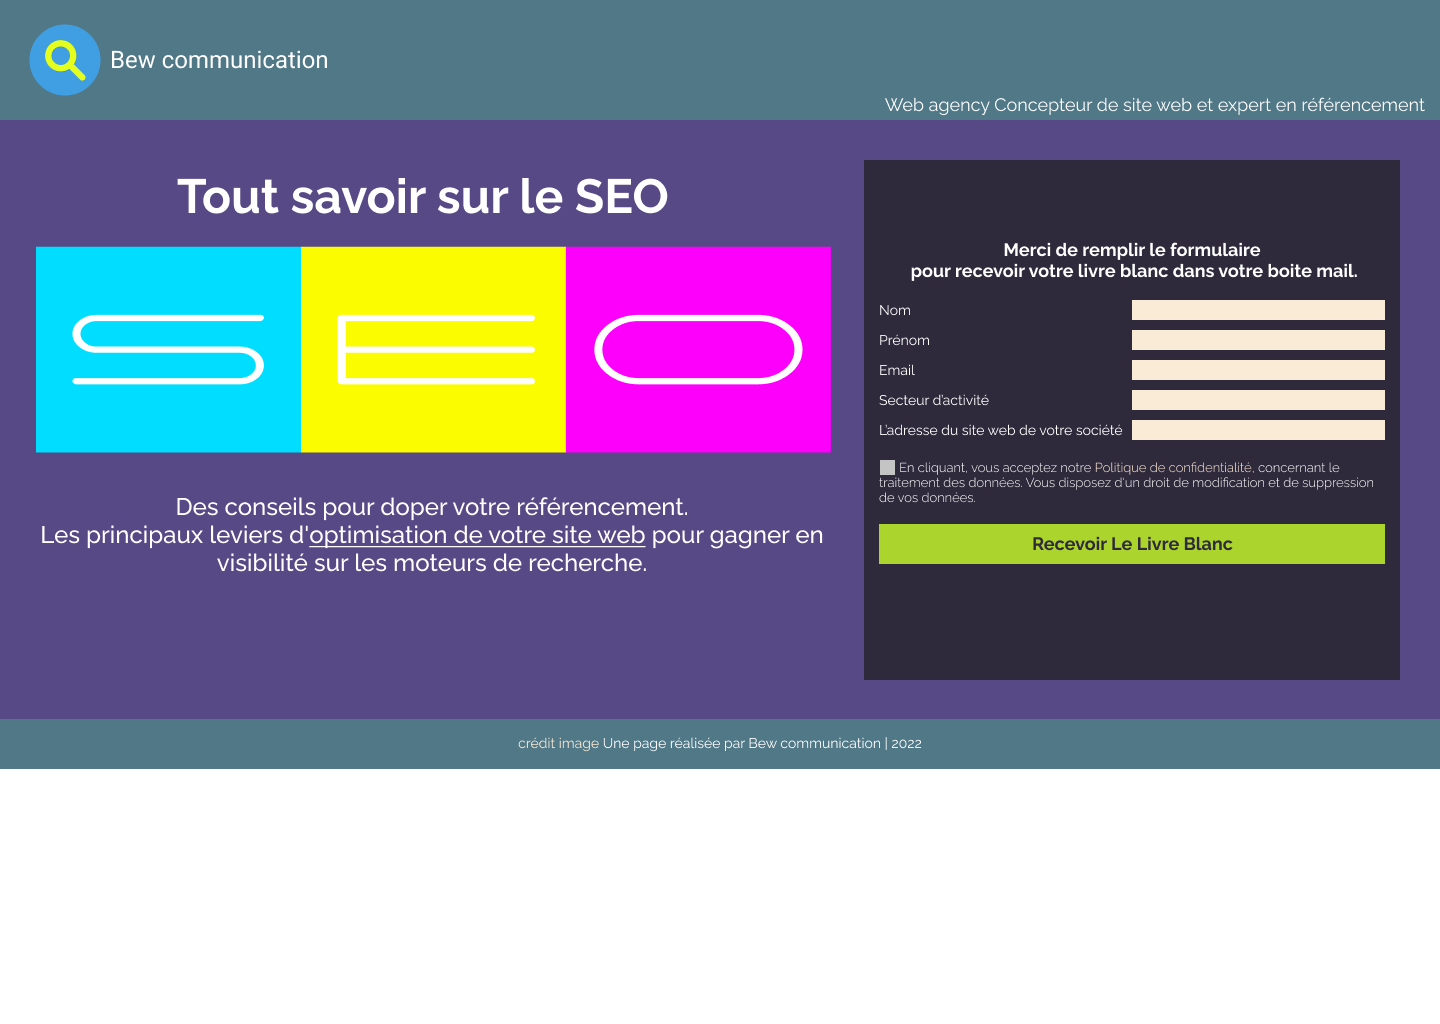 Bew communication
Web agency Concepteur de site web et expert en référencement
Tout savoir sur le SEO
SEO
Des conseils pour doper votre référencement.
Les principaux leviers d'optimisation de votre site web pour gagner en
visibilité sur les moteurs de recherche.
Merci de remplir le formulaire
pour recevoir votre livre blanc dans votre boite mail.
Nom
Prénom
Email
Secteur d'activité
L'adresse du site web de votre société
En cliquant, vous acceptez notre Politique de confidentialité, concernant le
traitement des données. Vous disposez d'un droit de modification et de suppression
de vos données.
Recevoir Le Livre Blanc
crédit image Une page réalisée par Bew communication | 2022